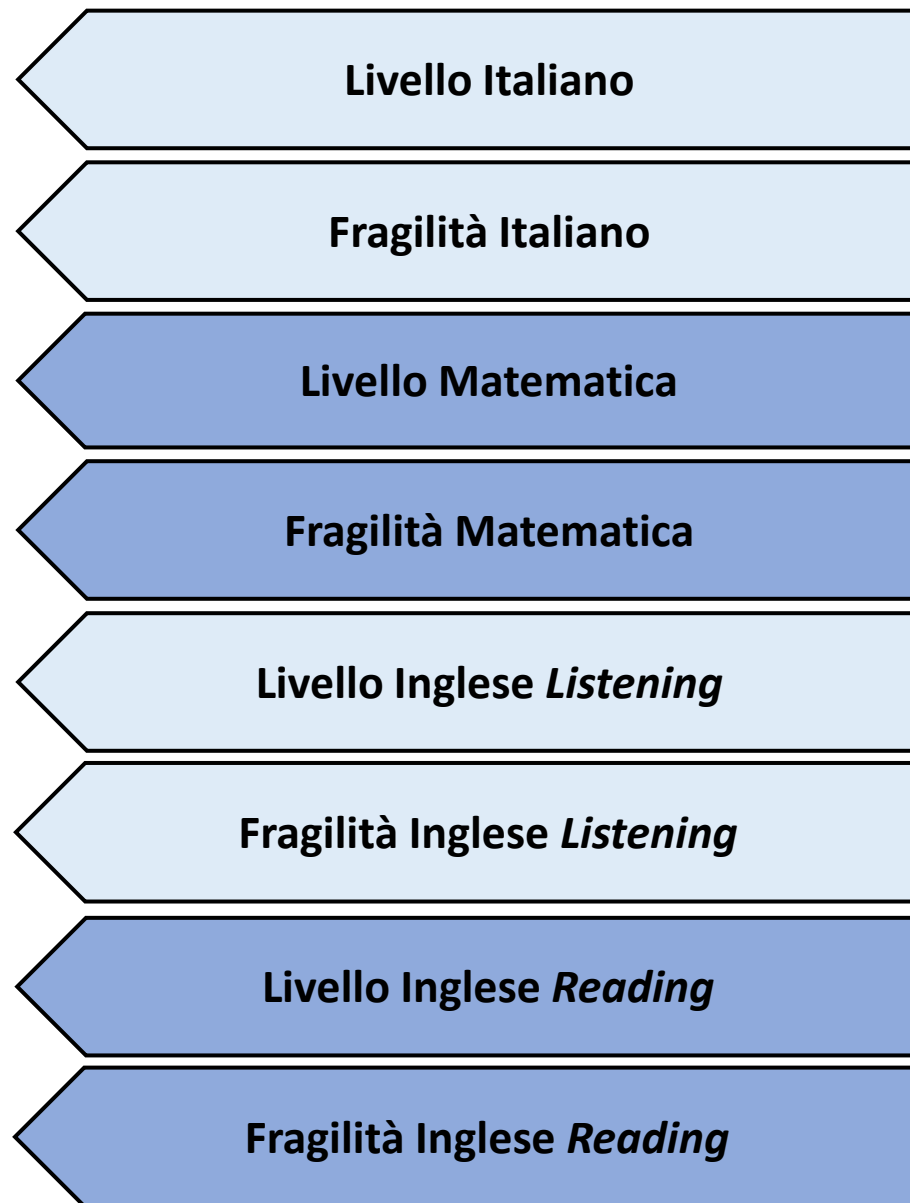 Livello Italiano
Fragilità Italiano
Livello Matematica
Fragilità Matematica
Livello Inglese Listening
Fragilità Inglese Listening
Livello Inglese Reading
Fragilità Inglese Reading